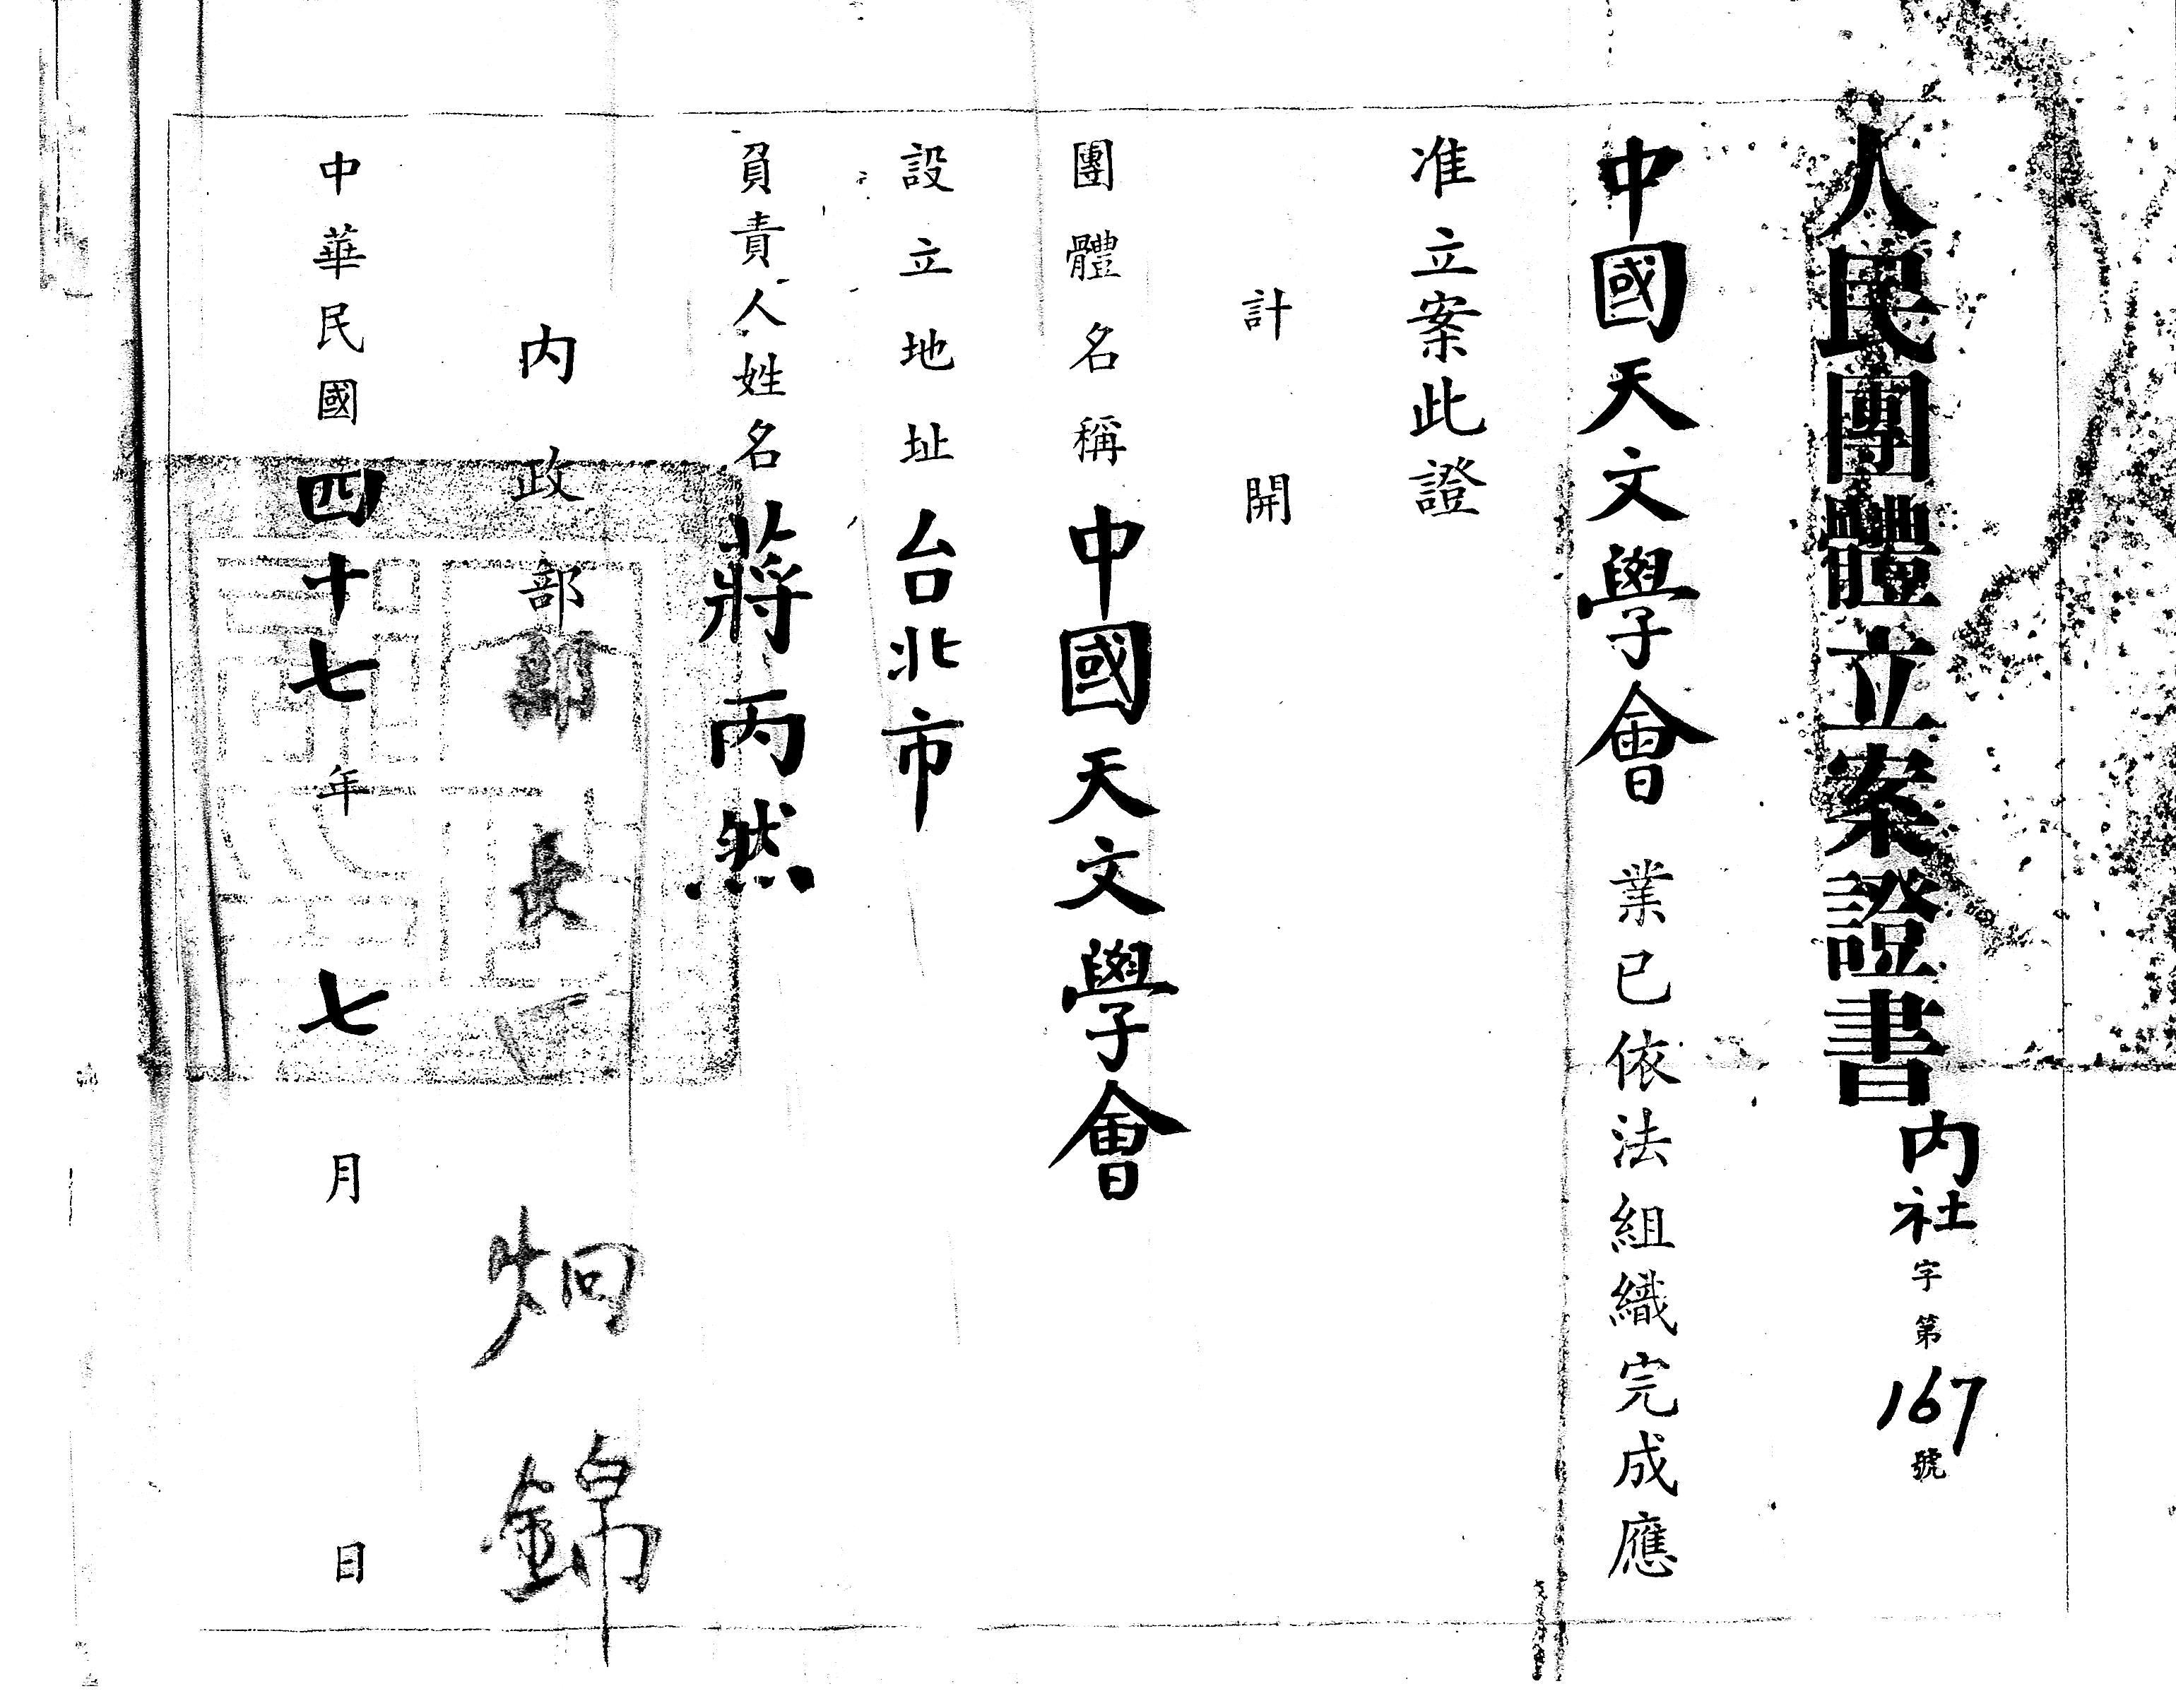 人民團體立案證書內社字第167號
中國天文學會業已依法組織完成應
准立案此證
計開
團體名稱中國天文學會
設立地址台北市
負責人姓名蔣丙然
內政部部長田炯錦
中華民國四十七年七月日